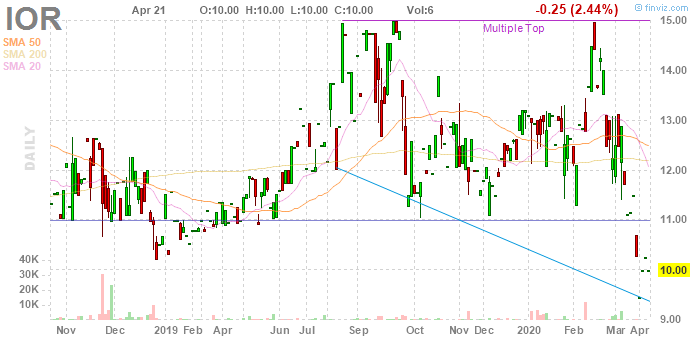 IOR
Apr 21 O:10.00 H:10.00 L:10.00 C:10.00 Vol:6 -0.25 (2.44%)
© finviz.com
SMA 50
SMA 200
SMA 20
Multiple Top
DAILY
15.00
14.00
13.00
12.00
11.00
10.00
40K
30K
20K
10K
Nov Dec 2019 Feb Apr Jun Jul Sep Oct Nov Dec 2020 Feb Mar Apr